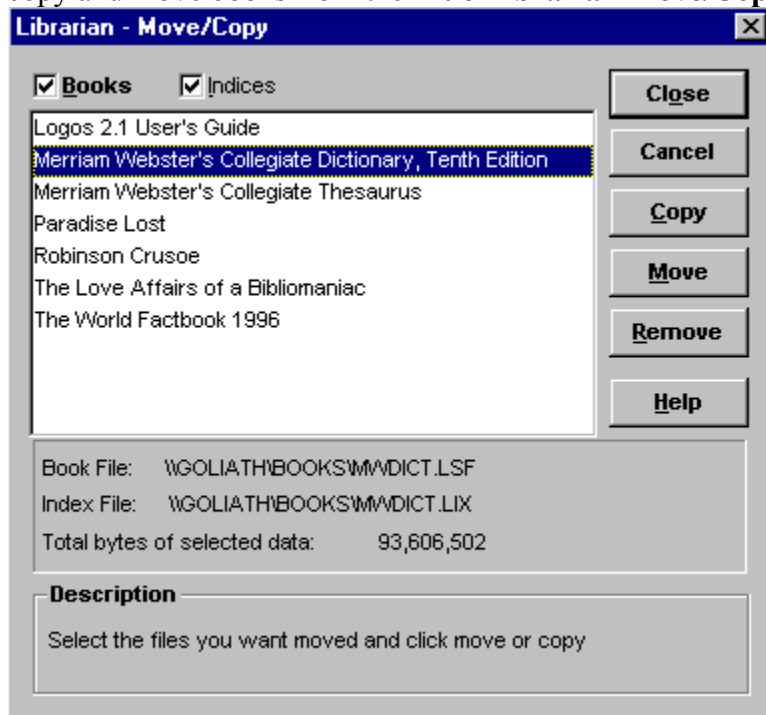 Librarian - Move/Copy
Books Indices
Close
Logos 2.1 User's Guide
Merriam Webster's Collegiate Dictionary, Tenth Edition
Cancel
Merriam Webster's Collegiate Thesaurus
Paradise Lost
Copy
Robinson Crusoe
The Love Affairs of a Bibliomaniac
Move
The World Factbook 1996
Remove
Help
Book File: \\GOLIATH\BOOKS\MWDICT.LSF
Index File: \\GOLIATH\BOOKS\MWDICT.LIX
Total bytes of selected data: 93,606,502
Description
Select the files you want moved and click move or copy